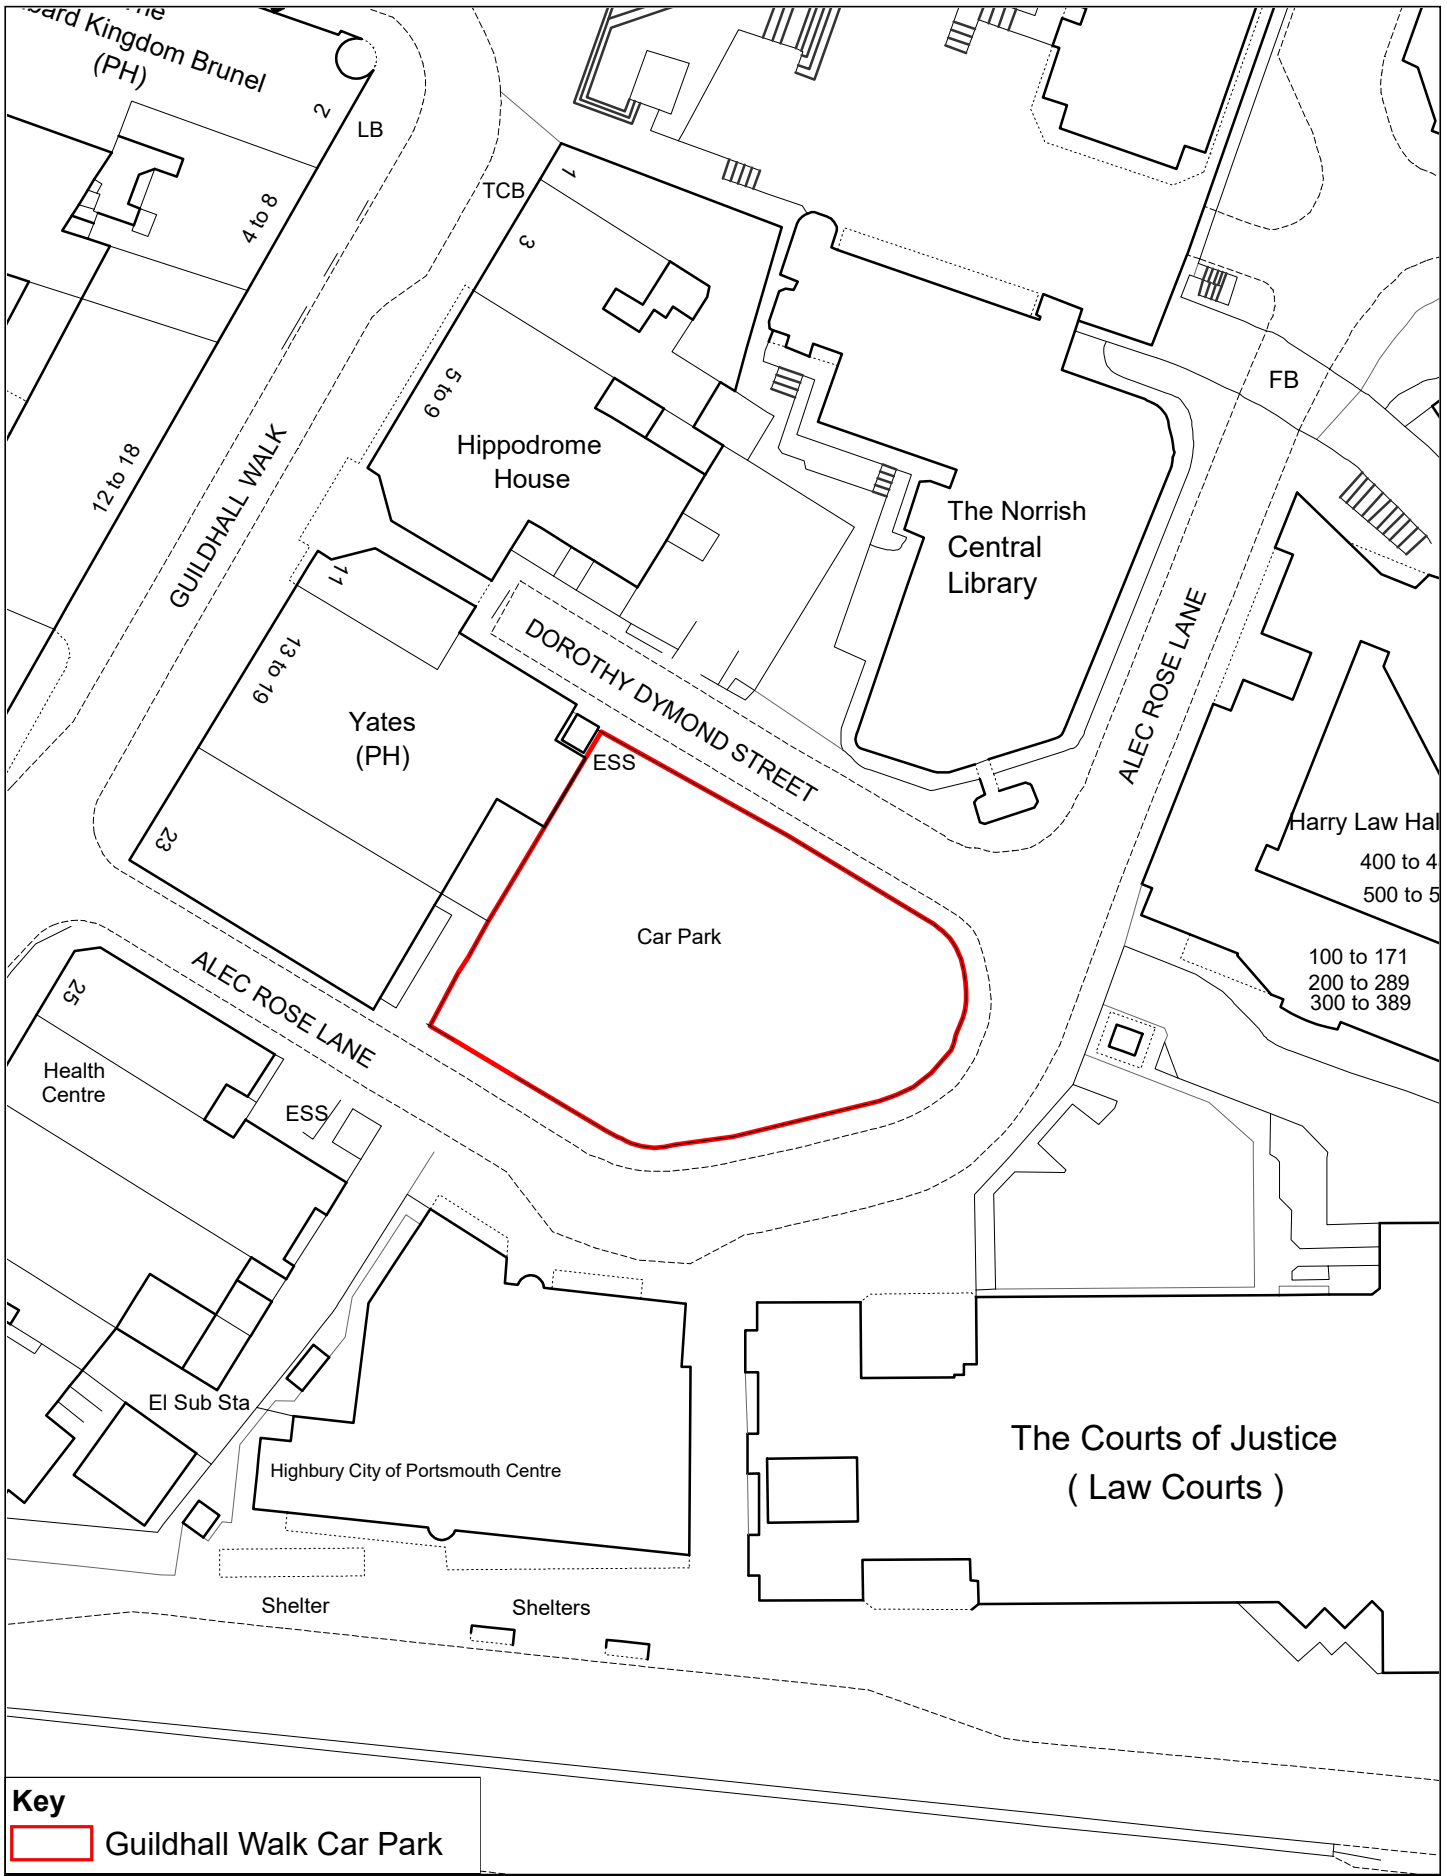 Kingdom Brunel
(PH)
2
LB
4 to 8
TCB
1
3
12 to 18
GUILDHALL WALK
5 to 9
Hippodrome
House
FB
The Norrish
Central
Library
11
13 to 19
DOROTHY DYMOND STREET
ALEC ROSE LANE
Yates
(PH)
ESS
23
Harry Law Hal
400 to 4
500 to 5
Car Park
100 to 171
200 to 289
300 to 389
ALEC ROSE LANE
25
Health
Centre
ESS
El Sub Sta
Highbury City of Portsmouth Centre
The Courts of Justice
( Law Courts )
Shelter
Shelters
Key
Guildhall Walk Car Park